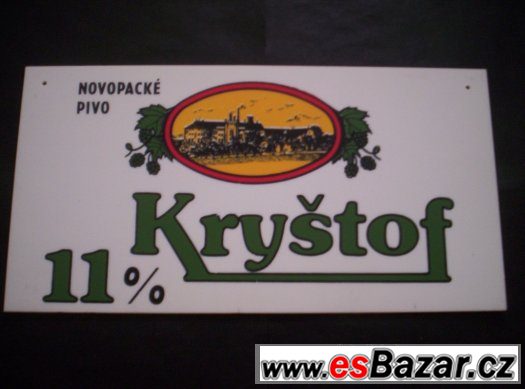 NOVOPACKÉ
PIVO
Kryštof
11%
www.esBazar.cz